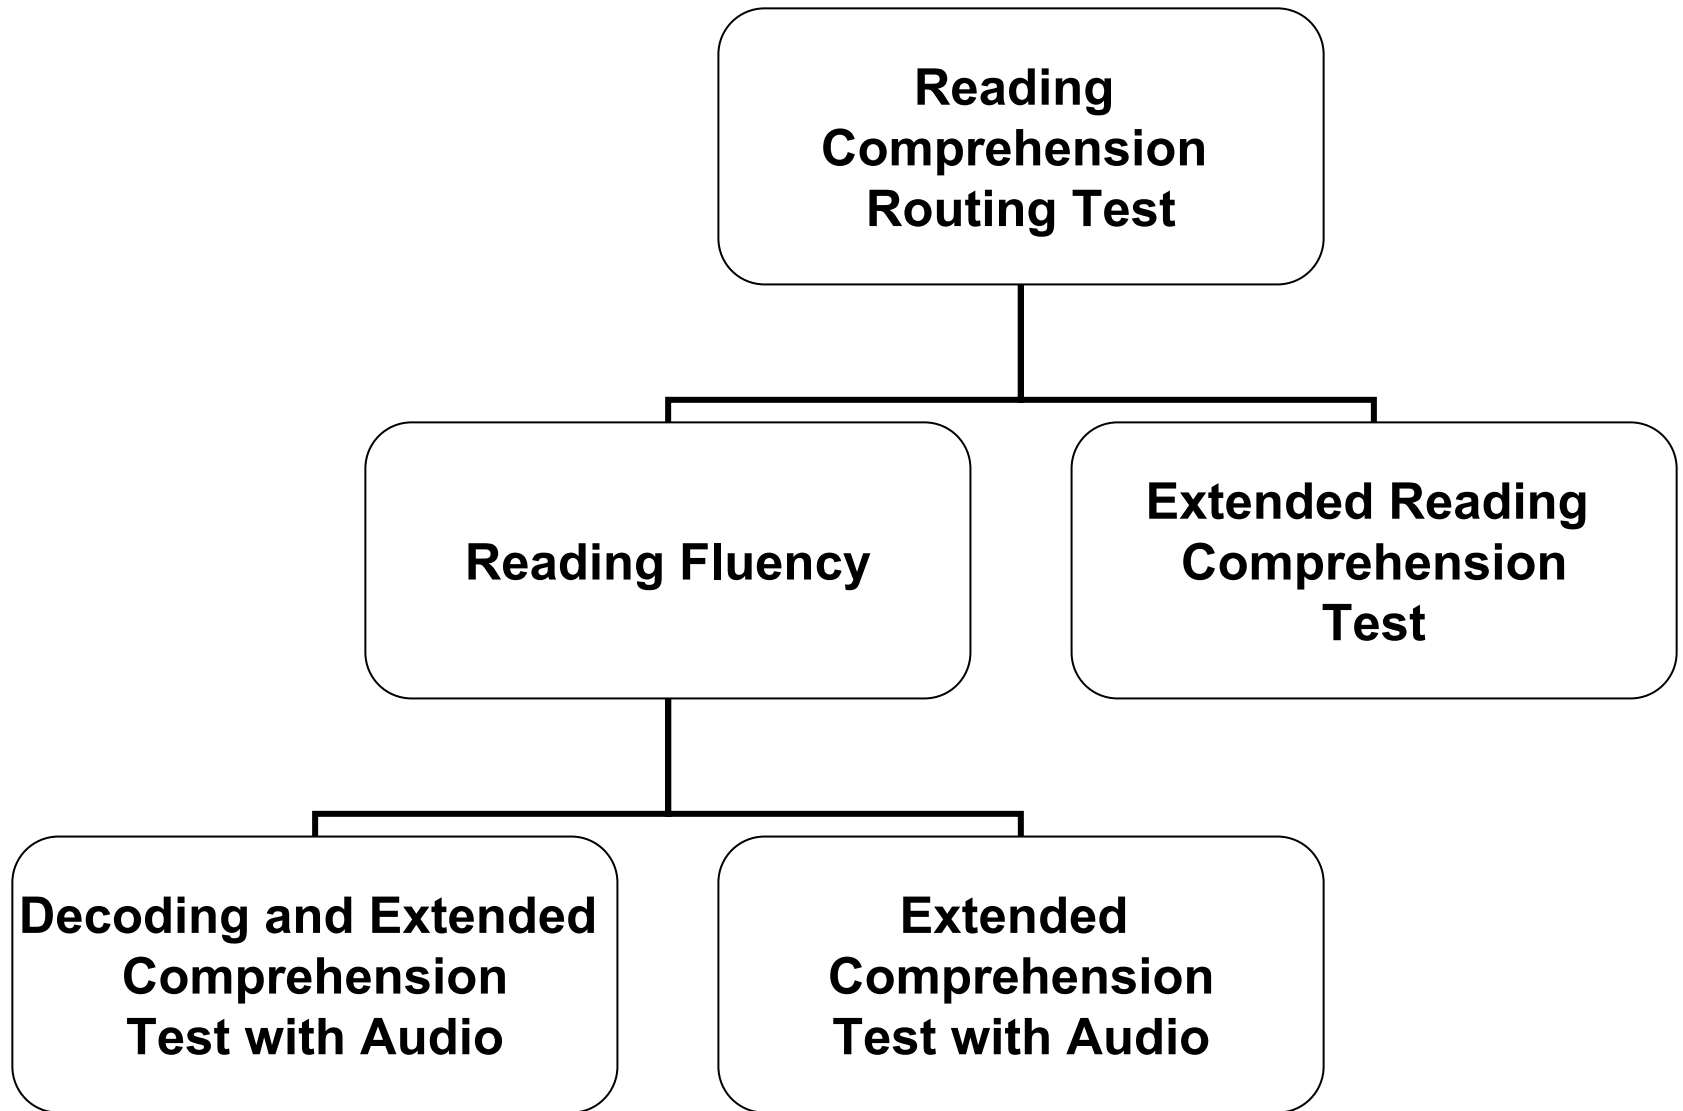 Reading
Comprehension
Routing Test
Reading Fluency
Extended Reading
Comprehension
Test
Decoding and Extended
Comprehension
Test with Audio
Extended
Comprehension
Test with Audio